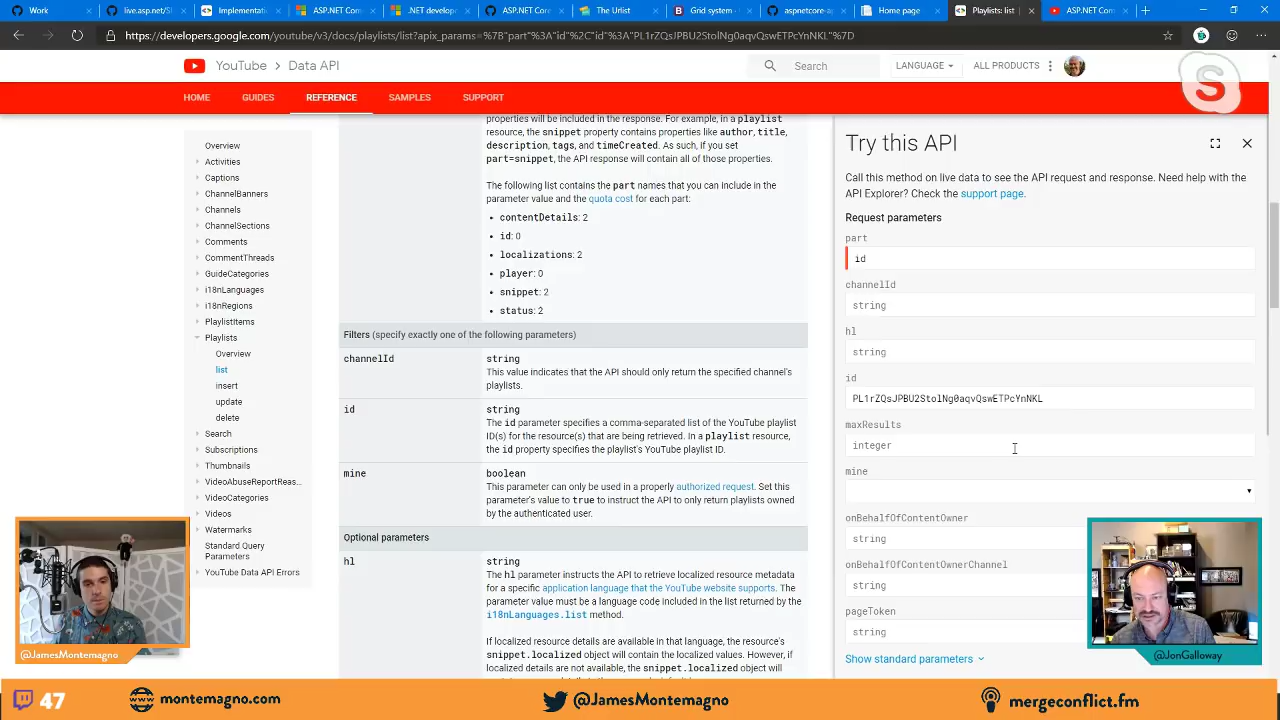 Work
live.asp.net/S
Implementatio
ASP.NET Com
.NET develop
ASP.NET Core
The Urlist
Grid system ·
aspnetcore-ap
Home page
Playlists: list
ASP.NET Con
https://developers.google.com/youtube/v3/docs/playlists/list?apix_params=%7B"part"%3A"id"%2C"id"%3A"PL1rZQsJPBU2StolNg0aqvQswETPcYnNKL"%7D
YouTube > Data API
Search
LANGUAGE
ALL PRODUCTS
HOME
GUIDES
REFERENCE
SAMPLES
SUPPORT
Overview
Activities
Captions
ChannelBanners
Channels
ChannelSections
Comments
CommentThreads
GuideCategories
i18nLanguages
i18nRegions
PlaylistItems
Playlists
Overview
list
insert
update
delete
Search
Subscriptions
Thumbnails
VideoAbuseReportReas...
VideoCategories
Videos
Watermarks
Standard Query
Parameters
YouTube Data API Errors
properties will be included in the response. For example, in a playlist
resource, the snippet property contains properties like author, title,
description, tags, and timeCreated. As such, if you set
part=snippet, the API response will contain all of those properties.
The following list contains the part names that you can include in the
parameter value and the quota cost for each part:
• contentDetails: 2
• id: 0
• localizations: 2
• player: 0
• snippet: 2
• status: 2
Filters (specify exactly one of the following parameters)
channelId
string
This value indicates that the API should only return the specified channel's
playlists.
id
string
The id parameter specifies a comma-separated list of the YouTube playlist
ID(s) for the resource(s) that are being retrieved. In a playlist resource,
the id property specifies the playlist's YouTube playlist ID.
mine
boolean
This parameter can only be used in a properly authorized request. Set this
parameter's value to true to instruct the API to only return playlists owned
by the authenticated user.
Optional parameters
hl
string
The hl parameter instructs the API to retrieve localized resource metadata
for a specific application language that the YouTube website supports. The
parameter value must be a language code included in the list returned by the
i18nLanguages.list method.
If localized resource details are available in that language, the resource's
snippet.localized object will contain the localized values. However, if
localized details are not available, the snippet.localized object will
Try this API
Call this method on live data to see the API request and response. Need help with the
API Explorer? Check the support page.
Request parameters
part
id
channelId
string
hl
string
id
PL1rZQsJPBU2StolNg0aqvQswETPcYnNKL
maxResults
integer
mine
onBehalfOfContentOwner
string
onBehalfOfContentOwnerChannel
string
pageToken
string
Show standard parameters
@JamesMontemagno
@JonGalloway
47
montemagno.com
@JamesMontemagno
mergeconflict.fm